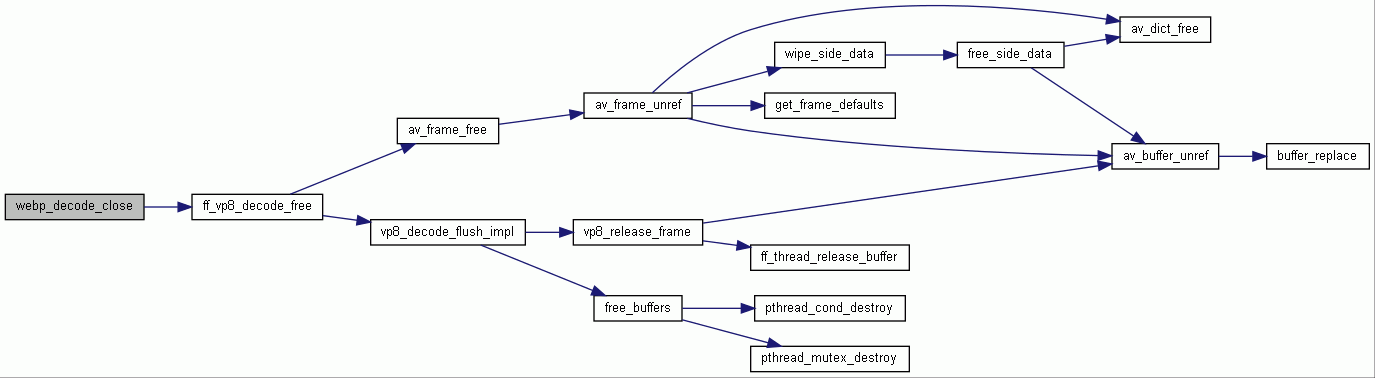 av_dict_free
wipe_side_data
free_side_data
av_frame_unref
get_frame_defaults
av_frame_free
av_buffer_unref
buffer_replace
webp_decode_close
ff_vp8_decode_free
vp8_decode_flush_impl
vp8_release_frame
ff_thread_release_buffer
free_buffers
pthread_cond_destroy
pthread_mutex_destroy